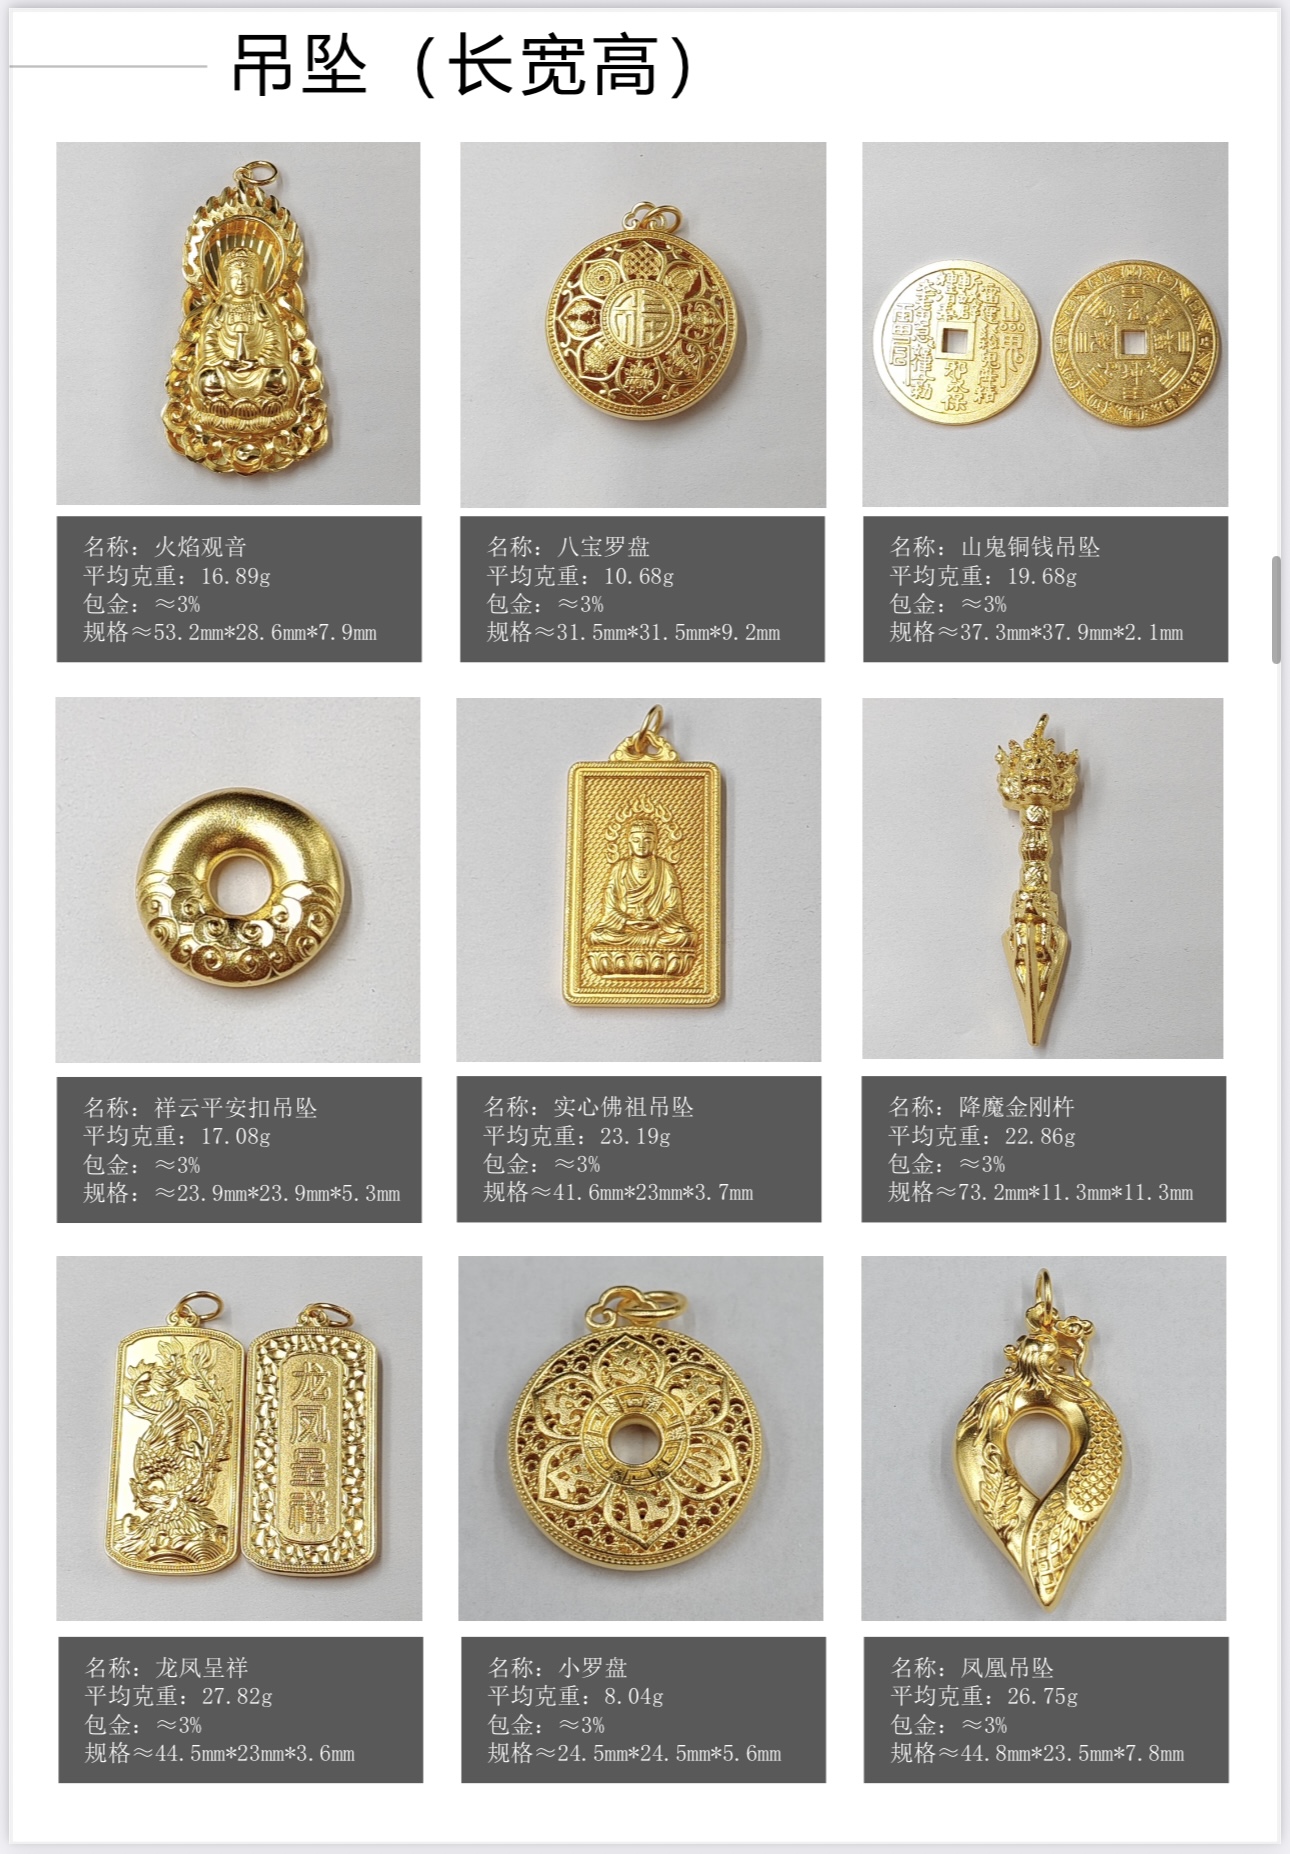 吊坠（长宽高）
福
名称：火焰观音
平均克重：16.89g
包金：≈3%
规格≈53.2mm*28.6mm*7.9mm
名称：八宝罗盘
平均克重：10.68g
包金：≈3%
规格≈31.5mm*31.5mm*9.2mm
名称：山鬼铜钱吊坠
平均克重：19.68g
包金：≈3%
规格≈37.3mm*37.9mm*2.1mm
名称：祥云平安扣吊坠
平均克重：17.08g
包金：≈3%
规格：≈23.9mm*23.9mm*5.3mm
名称：实心佛祖吊坠
平均克重：23.19g
包金：≈3%
规格≈41.6mm*23mm*3.7mm
名称：降魔金刚杵
平均克重：22.86g
包金：≈3%
规格≈73.2mm*11.3mm*11.3mm
龙凤呈祥
名称：龙凤呈祥
平均克重：27.82g
包金：≈3%
规格≈44.5mm*23mm*3.6mm
名称：小罗盘
平均克重：8.04g
包金：≈3%
规格≈24.5mm*24.5mm*5.6mm
名称：凤凰吊坠
平均克重：26.75g
包金：≈3%
规格≈44.8mm*23.5mm*7.8mm